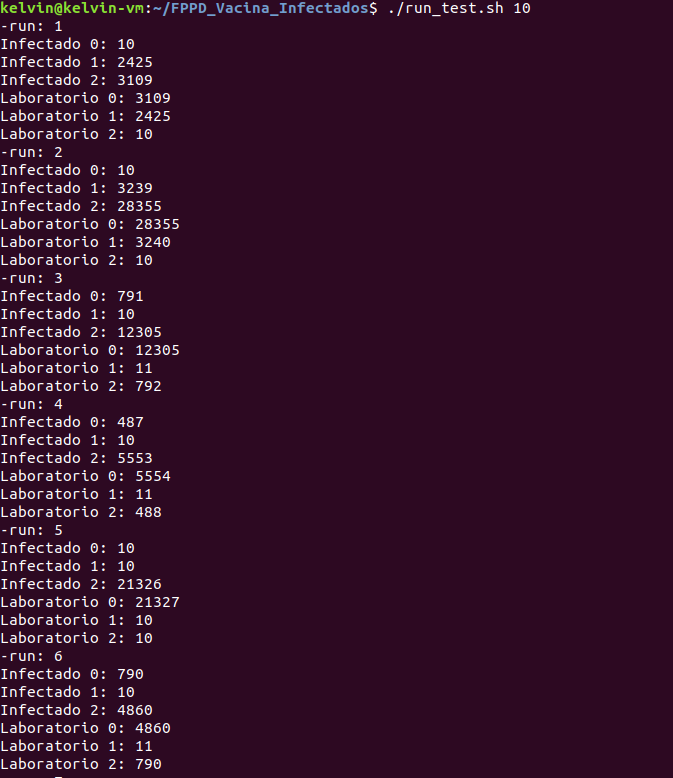 kelvin@kelvin-vm:~/FPPD_Vacina_Infectados$ ./run_test.sh 10
-run: 1
Infectado 0: 10
Infectado 1: 2425
Infectado 2: 3109
Laboratorio 0: 3109
Laboratorio 1: 2425
Laboratorio 2: 10
-run: 2
Infectado 0: 10
Infectado 1: 3239
Infectado 2: 28355
Laboratorio 0: 28355
Laboratorio 1: 3240
Laboratorio 2: 10
-run: 3
Infectado 0: 791
Infectado 1: 10
Infectado 2: 12305
Laboratorio 0: 12305
Laboratorio 1: 11
Laboratorio 2: 792
-run: 4
Infectado 0: 487
Infectado 1: 10
Infectado 2: 5553
Laboratorio 0: 5554
Laboratorio 1: 11
Laboratorio 2: 488
-run: 5
Infectado 0: 10
Infectado 1: 10
Infectado 2: 21326
Laboratorio 0: 21327
Laboratorio 1: 10
Laboratorio 2: 10
-run: 6
Infectado 0: 790
Infectado 1: 10
Infectado 2: 4860
Laboratorio 0: 4860
Laboratorio 1: 11
Laboratorio 2: 790